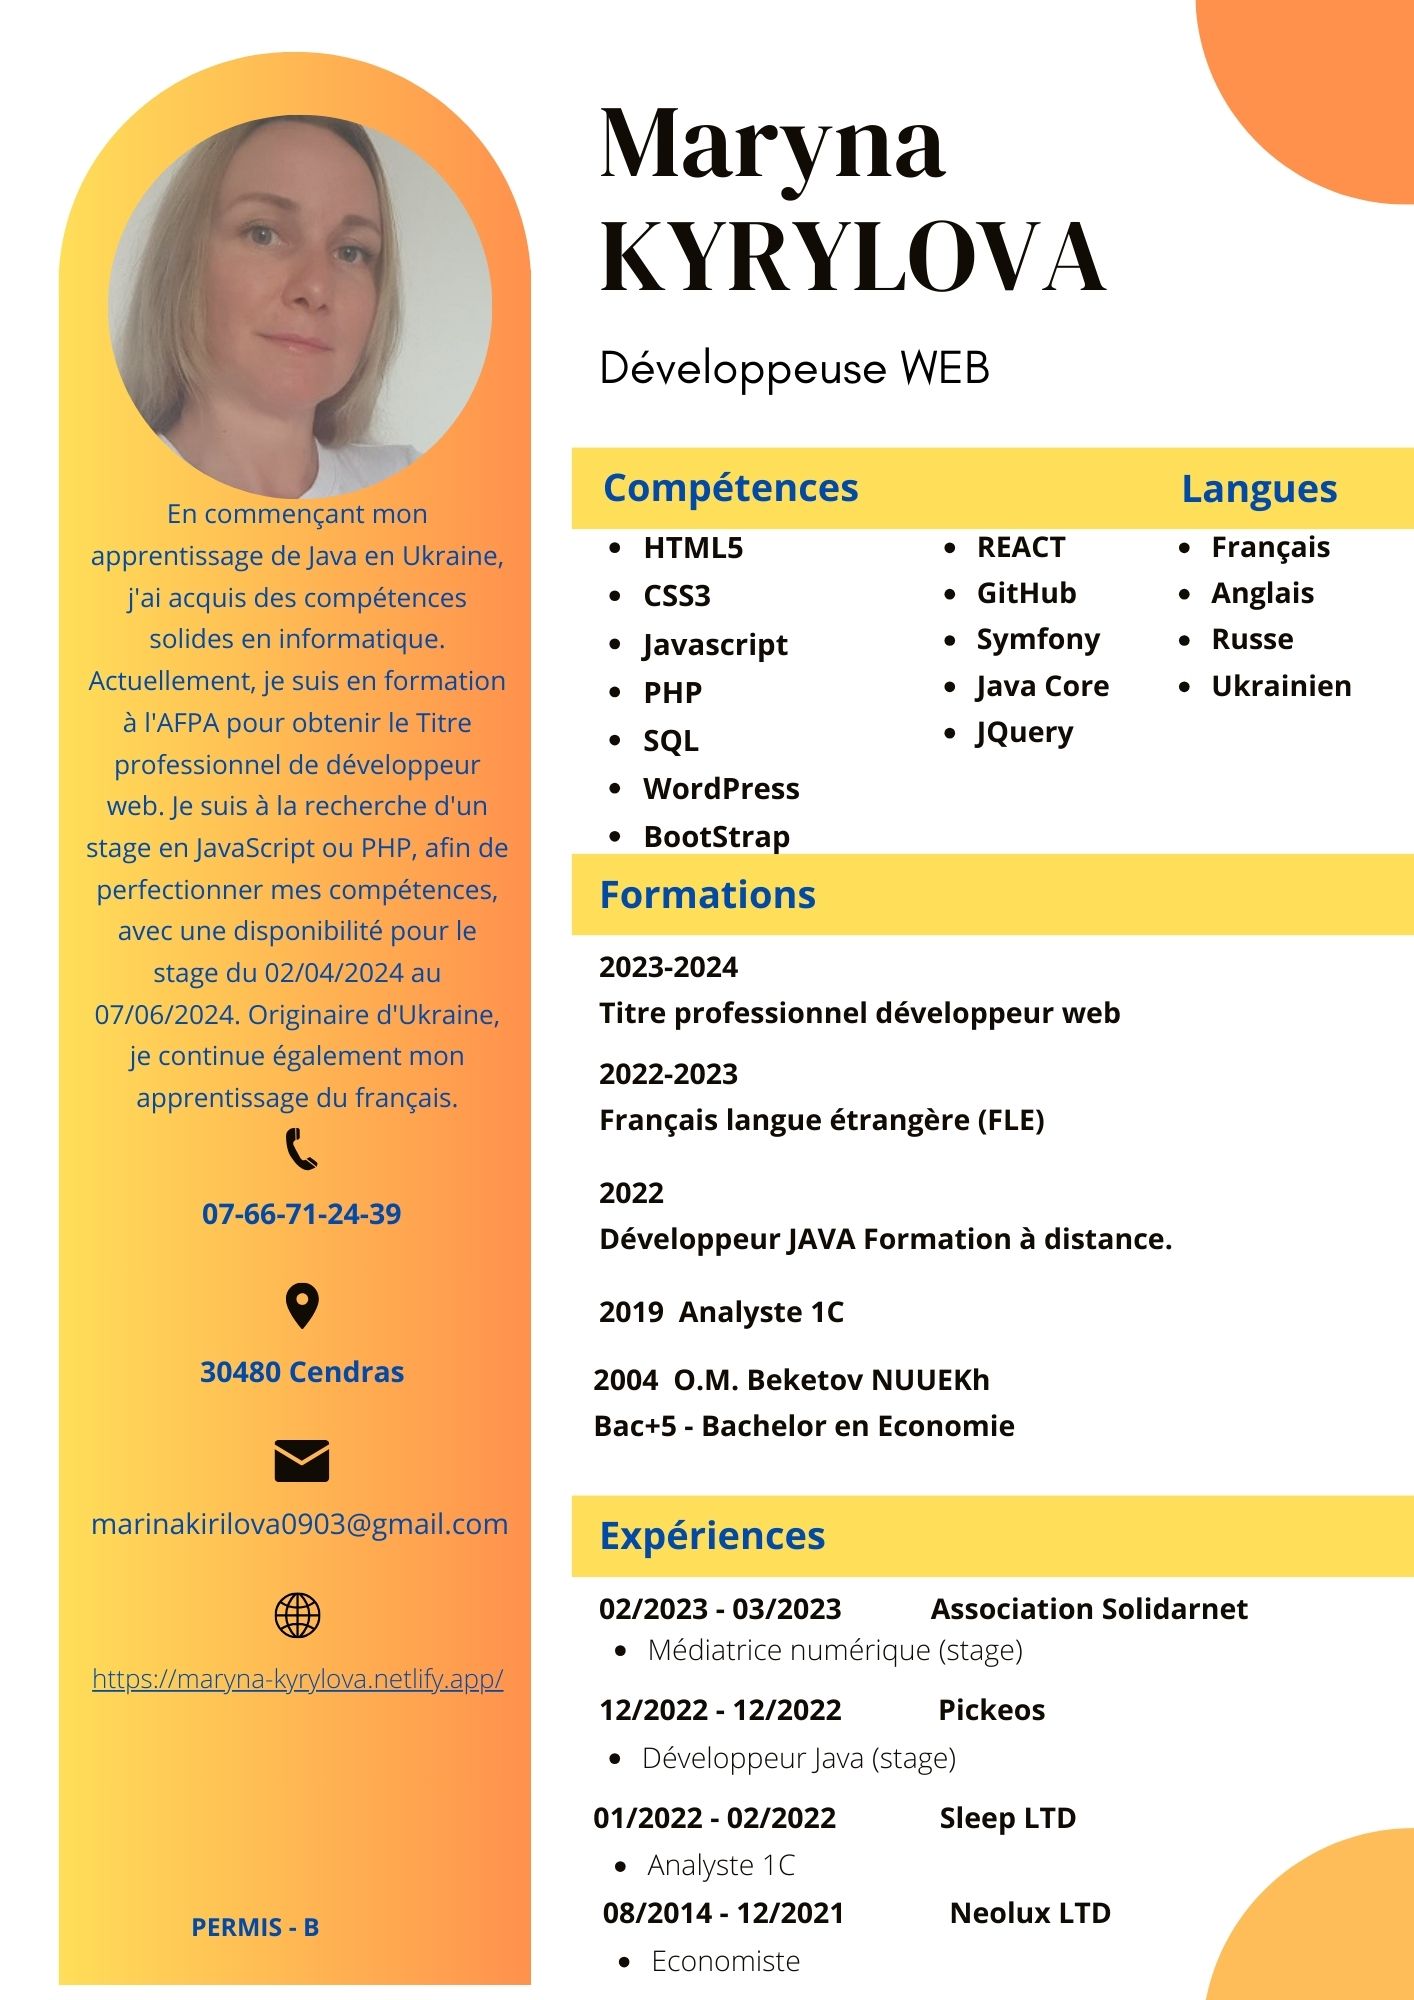 Maryna
KYRYLOVA
Développeuse WEB
En commençant mon
apprentissage de Java en Ukraine,
j'ai acquis des compétences
solides en informatique.
Actuellement, je suis en formation
à l'AFPA pour obtenir le Titre
professionnel de développeur
web. Je suis à la recherche d'un
stage en JavaScript ou PHP, afin de
perfectionner mes compétences,
avec une disponibilité pour le
stage du 02/04/2024 au
07/06/2024. Originaire d'Ukraine,
je continue également mon
apprentissage du français.
07-66-71-24-39
30480 Cendras
marinakirilova0903@gmail.com
https://maryna-kyrylova.netlify.app/
PERMIS - B
Compétences
• HTML5
• CSS3
• Javascript
• PHP
• SQL
• WordPress
• BootStrap
• REACT
• GitHub
• Symfony
• Java Core
• JQuery
Langues
• Français
• Anglais
• Russe
• Ukrainien
Formations
2023-2024
Titre professionnel développeur web
2022-2023
Français langue étrangère (FLE)
2022
Développeur JAVA Formation à distance.
2019 Analyste 1C
2004 O.M. Beketov NUUEKh
Bac+5 - Bachelor en Economie
Expériences
02/2023 - 03/2023 Association Solidarnet
• Médiatrice numérique (stage)
12/2022 - 12/2022 Pickeos
• Développeur Java (stage)
01/2022 - 02/2022 Sleep LTD
• Analyste 1C
08/2014 - 12/2021 Neolux LTD
• Economiste